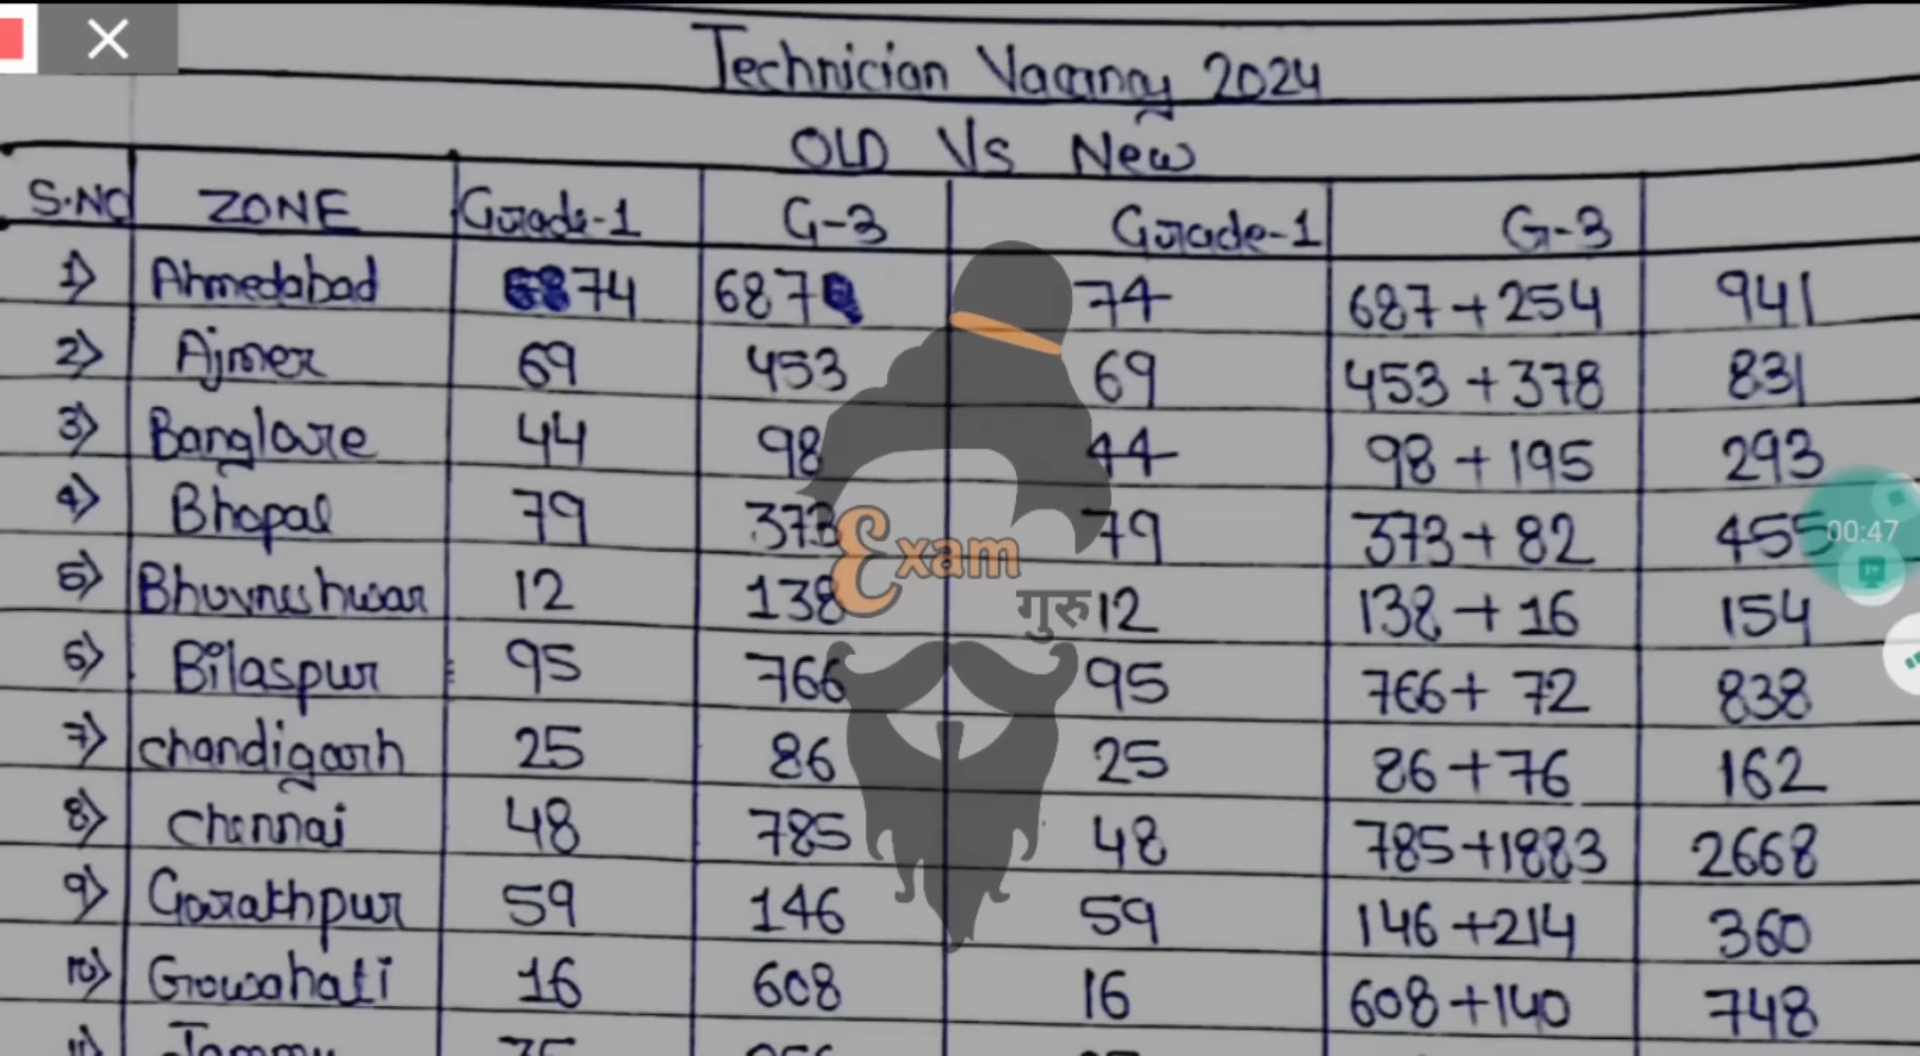 Technician Vacancy 2024
OLD Vs New
S.NO ZONE Grade-1 G-3 Grade-1 G-3
1) Ahmedabad 74 687 74 687+254 941
2) Ajmer 69 453 69 453+378 831
3) Banglore 44 98 44 98+195 293
4) Bhopal 79 373 79 373+82 455
00:47
Exam
गुरु
5) Bhuvneshwar 12 138 12 138+16 154
6) Bilaspur 95 766 95 766+72 838
7) chandigarh 25 86 25 86+76 162
8) chennai 48 785 48 785+1883 2668
9) Gorakhpur 59 146 59 146+214 360
10) Gowahati 16 608 16 608+140 748
11) Jammu